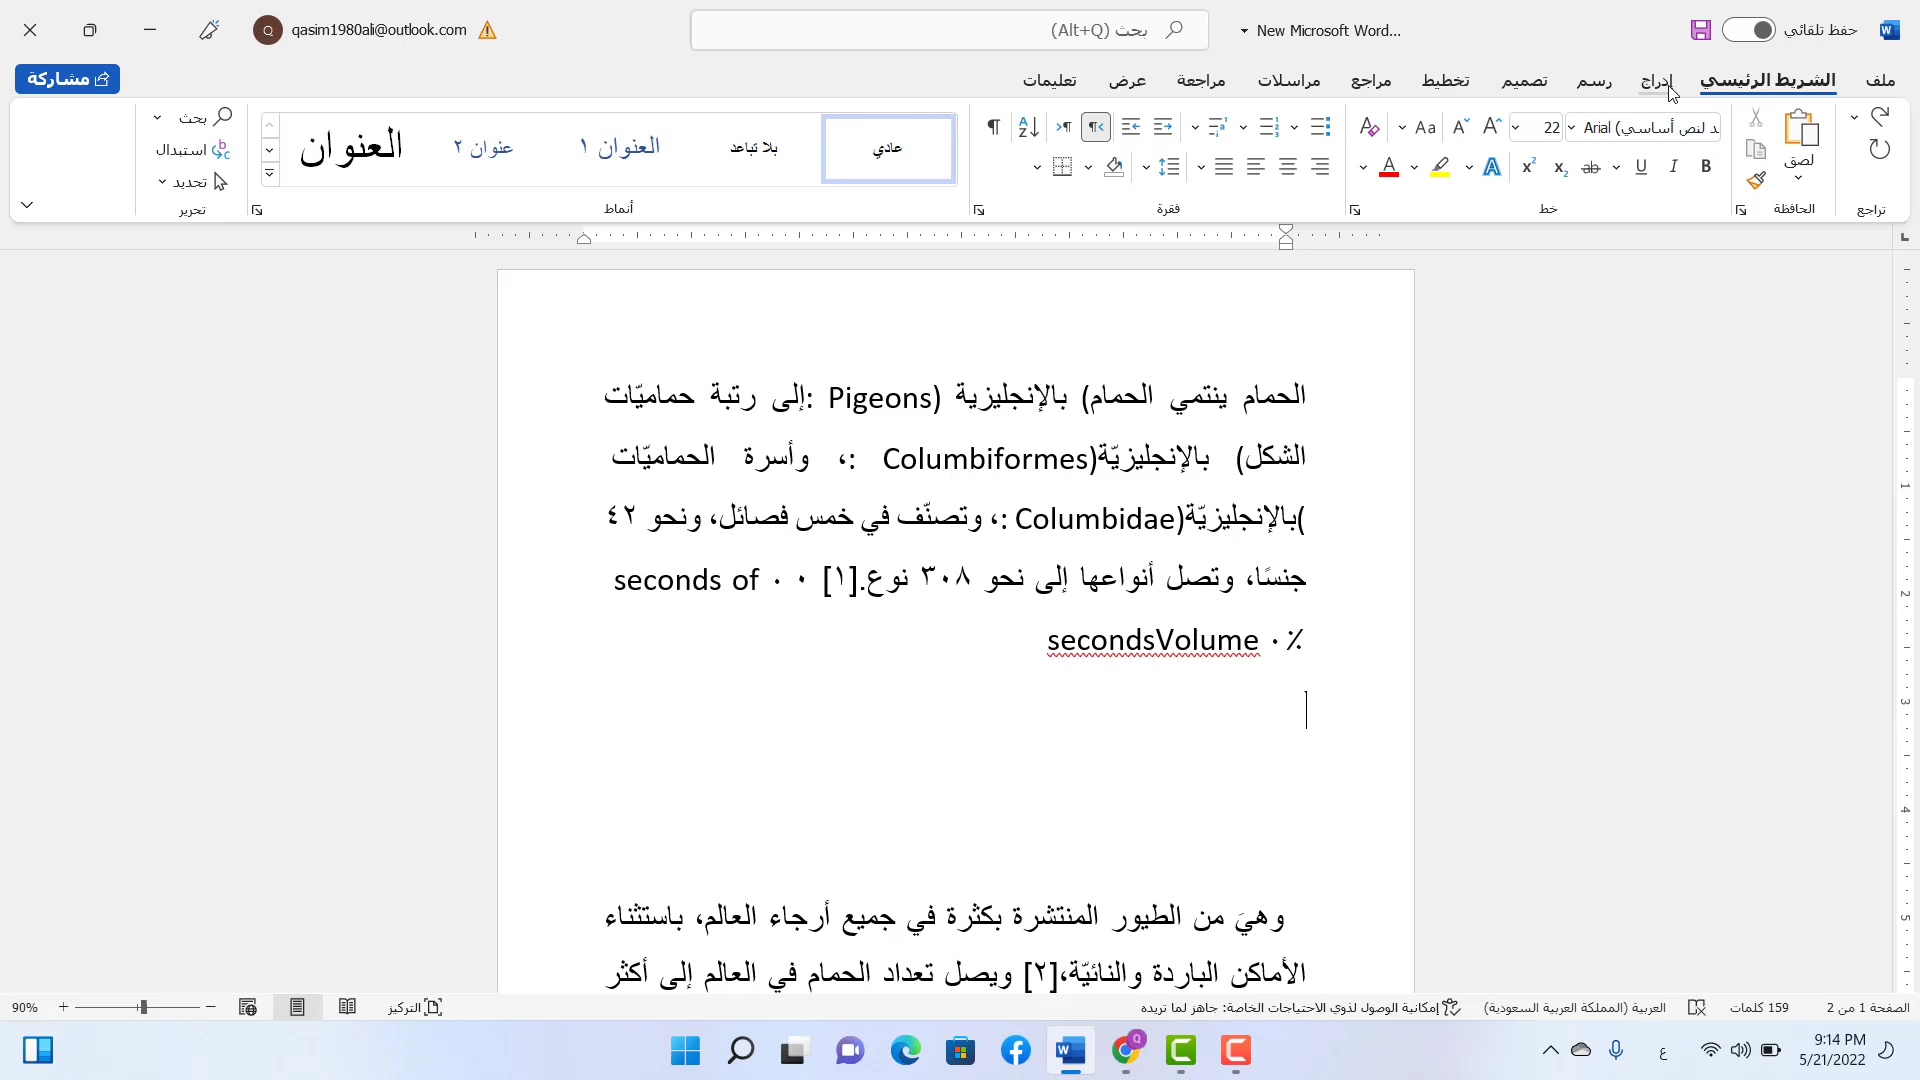 حفظ تلقائي
New Microsoft Word...
بحث (Alt+Q)
qasim1980ali@outlook.com
Q
ملف
الشريط الرئيسي
إدراج
رسم
تصميم
تخطيط
مراجع
مراسلات
مراجعة
عرض
تعليمات
مشاركة
تراجع
لصق
الحافظة
Arial (د لنص أساسي
22
خط
فقرة
عادي
بلا تباعد
العنوان ١
عنوان ٢
العنوان
أنماط
بحث
استبدال
تحديد
تحرير
الحمام ينتمي الحمام) بالإنجليزية (Pigeons :إلى رتبة حماميّات
الشكل) بالإنجليزيّة(Columbiformes :، وأسرة الحماميّات
)بالإنجليزيّة(Columbidae :، وتصنّف في خمس فصائل، ونحو ٤٢
جنسًا، وتصل أنواعها إلى نحو ٣٠٨ نوع.[١] ٠ ٠ seconds of
٠٪ secondsVolume
وهيَ من الطيور المنتشرة بكثرة في جميع أرجاء العالم، باستثناء
الأماكن الباردة والنائيّة،[٢] ويصل تعداد الحمام في العالم إلى أكثر
الصفحة 1 من 2
159 كلمات
العربية (المملكة العربية السعودية)
إمكانية الوصول لذوي الاحتياجات الخاصة: جاهز لما تريده
التركيز
90%
ع
9:14 PM
5/21/2022